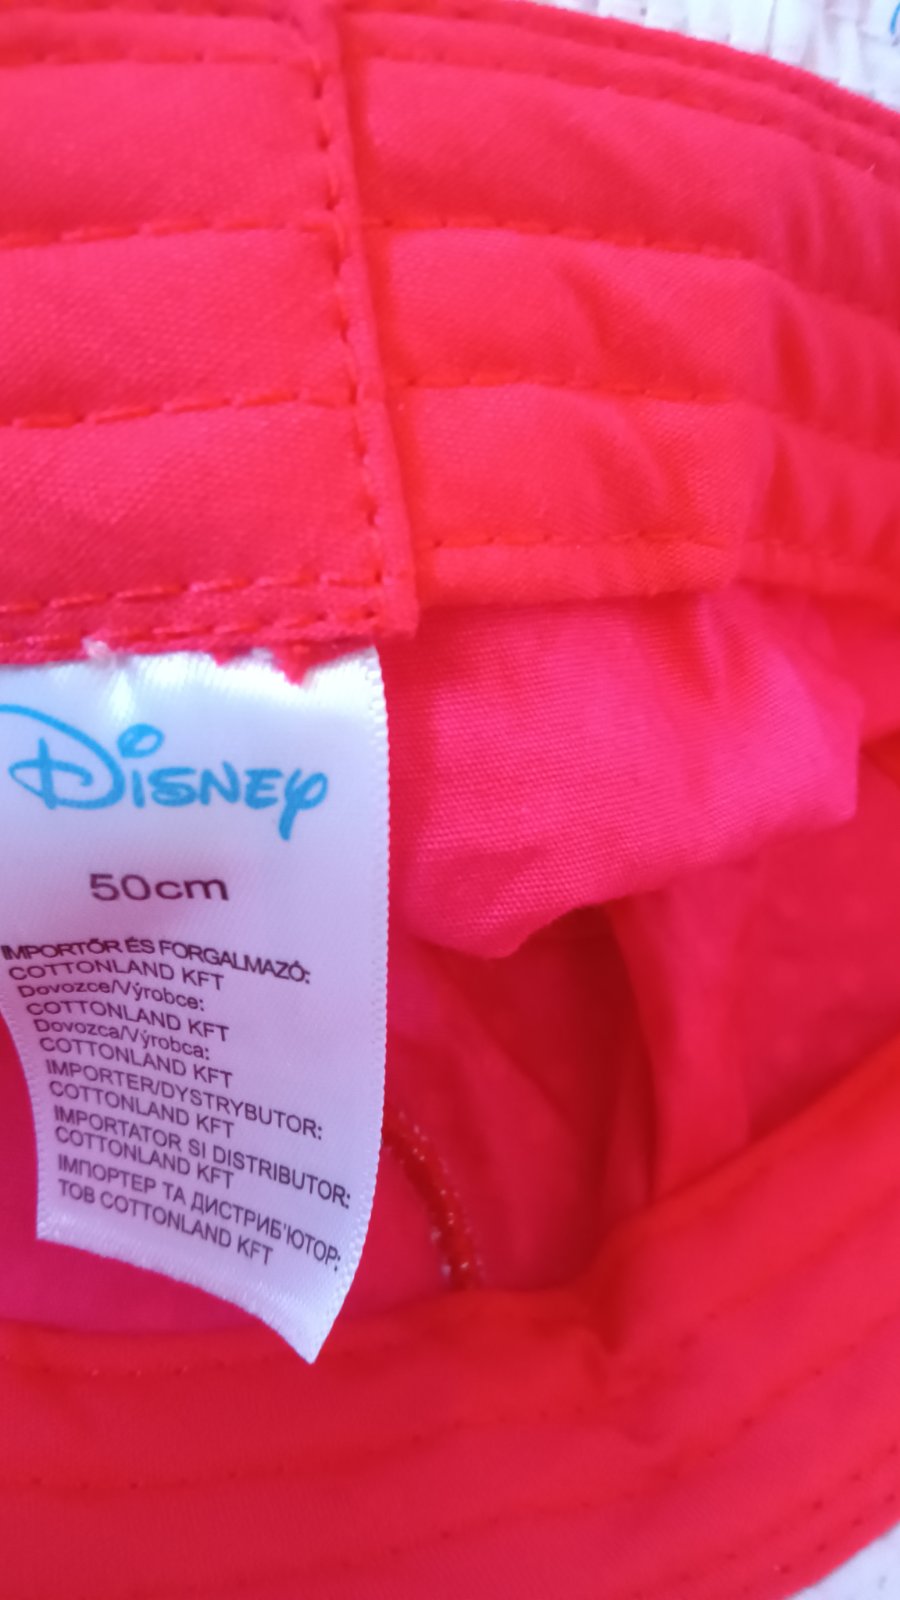 Disney
50cm
IMPORTŐR ÉS FORGALMAZÓ:
COTTONLAND KFT
Dovozce/Výrobce:
COTTONLAND KFT
Dovozca/Výrobca:
COTTONLAND KFT
IMPORTER/DYSTRYBUTOR:
COTTONLAND KFT
IMPORTATOR SI DISTRIBUTOR:
COTTONLAND KFT
ІМПОРТЕР ТА ДИСТРИБ'ЮТОР:
ТОВ COTTONLAND KFT